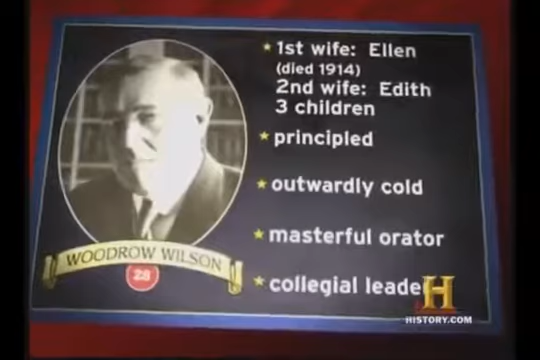 * 1st wife: Ellen
(died 1914)
2nd wife: Edith
3 children
* principled
* outwardly cold
* masterful orator
* collegial leade
WOODROW WILSON
28
H
HISTORY.COM